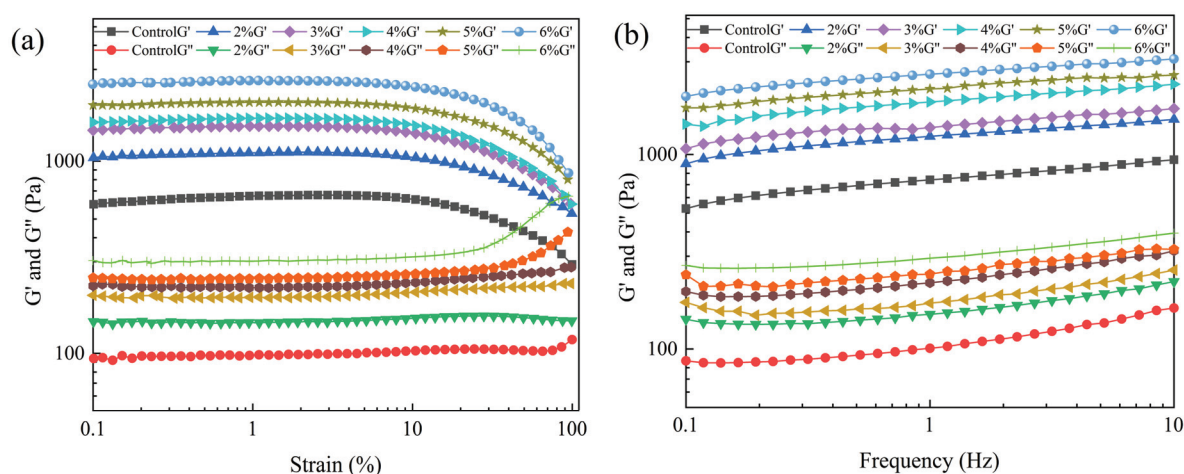 (a)
ControlG' 2%G' 3%G' 4%G' 5%G' 6%G'
ControlG" 2%G" 3%G" 4%G" 5%G" 6%G"
G' and G" (Pa)
1000
100
0.1 1 10 100
Strain (%)
(b)
ControlG' 2%G' 3%G' 4%G' 5%G' 6%G'
ControlG" 2%G" 3%G" 4%G" 5%G" 6%G"
G' and G" (Pa)
1000
100
0.1 1 10
Frequency (Hz)